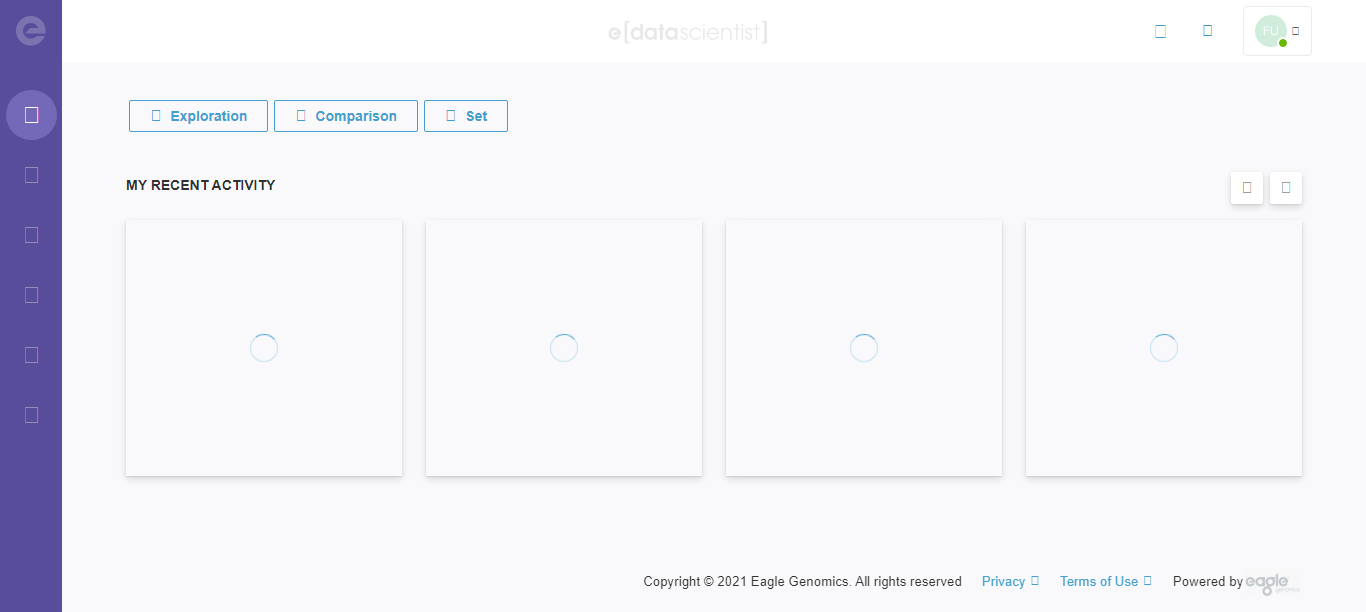 e[datascientist]
FU
Exploration
Comparison
Set
MY RECENT ACTIVITY
Copyright © 2021 Eagle Genomics. All rights reserved
Privacy
Terms of Use
Powered by eagle genomics